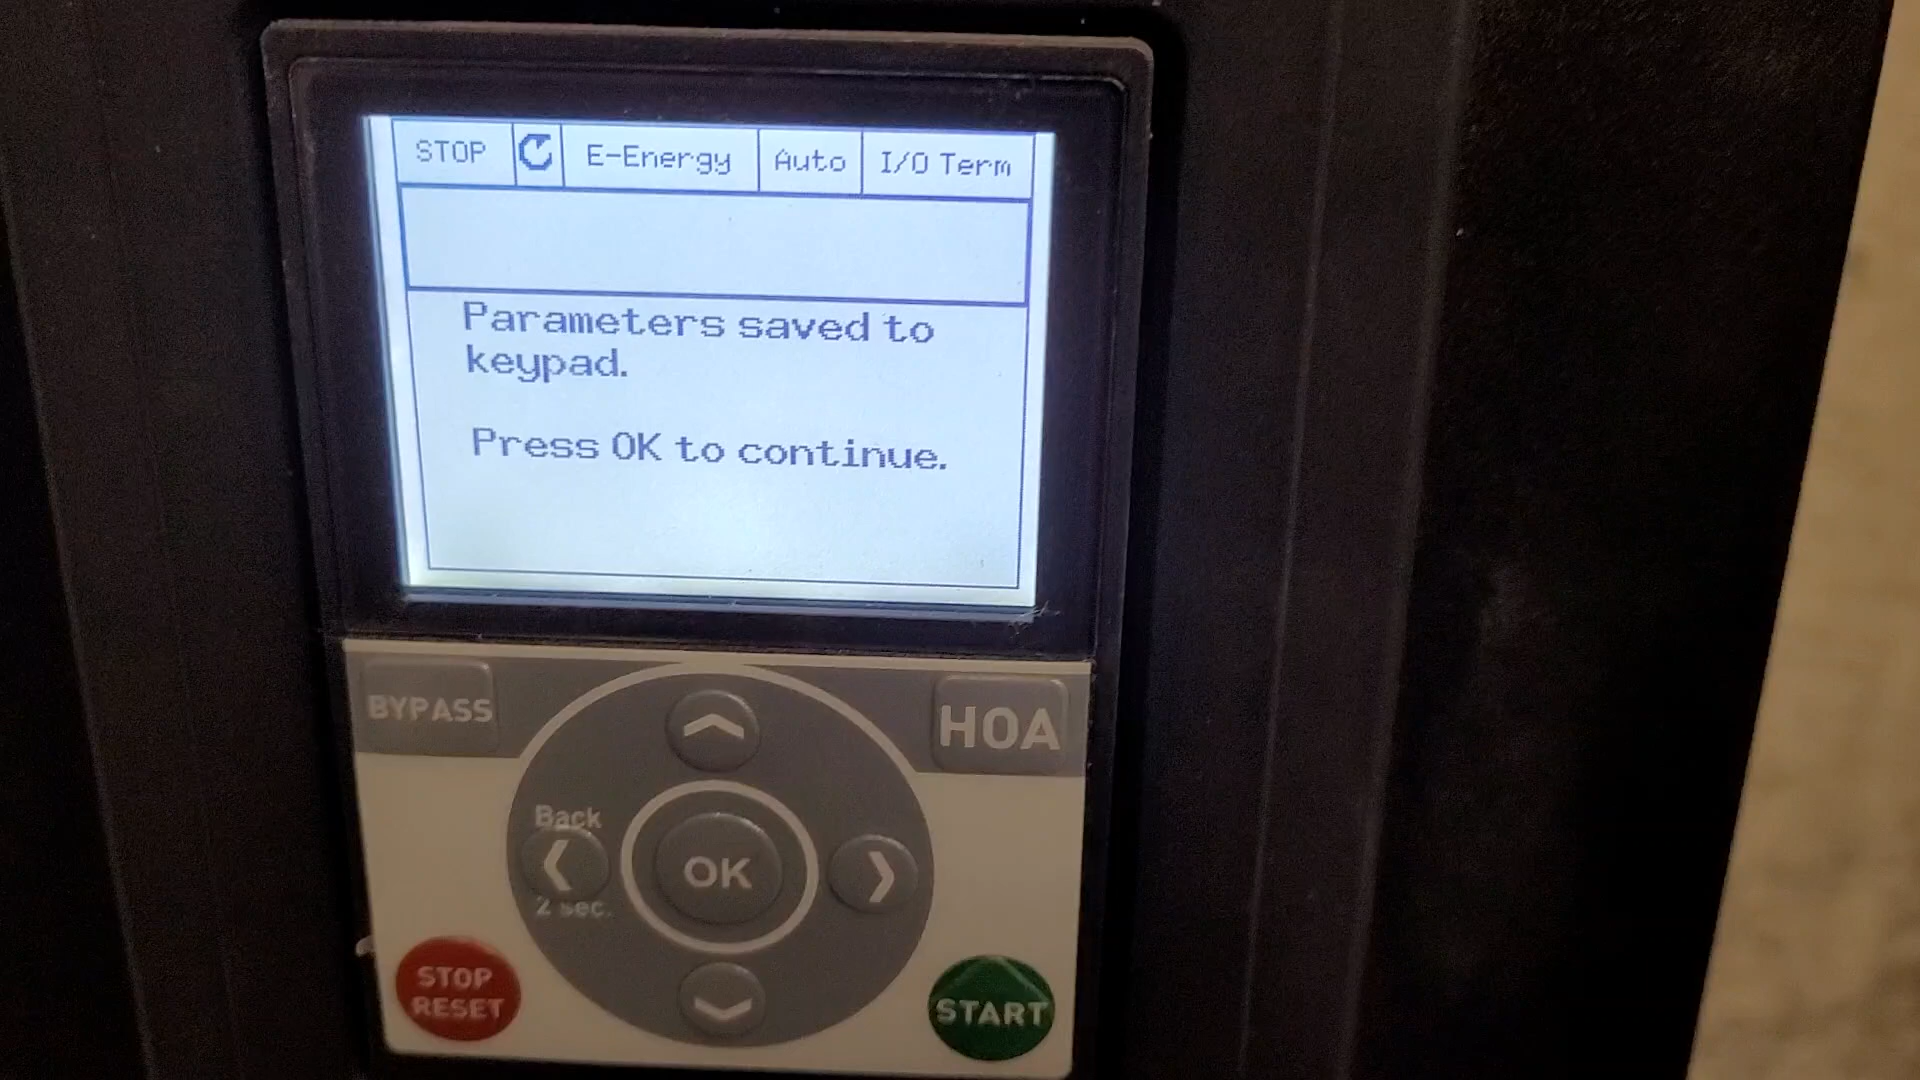 STOP E-Energy Auto I/O Term
Parameters saved to
keypad.
Press OK to continue.
BYPASS
HOA
Back
OK
2 sec.
STOP
RESET
START